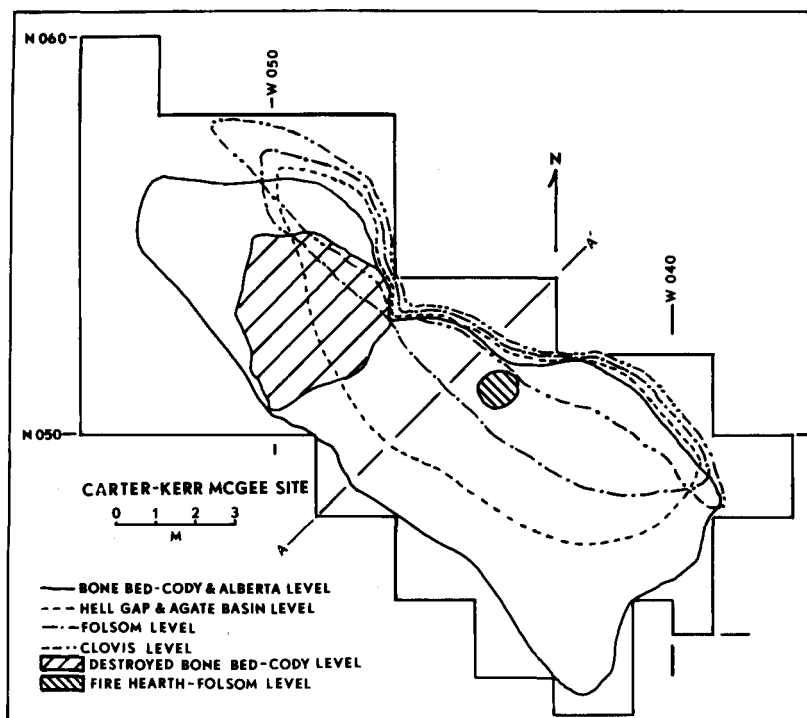 N 060
W 050
N
A'
W 040
N 050
CARTER-KERR MCGEE SITE
0 1 2 3
M
A
BONE BED-CODY & ALBERTA LEVEL
HELL GAP & AGATE BASIN LEVEL
FOLSOM LEVEL
CLOVIS LEVEL
DESTROYED BONE BED-CODY LEVEL
FIRE HEARTH-FOLSOM LEVEL